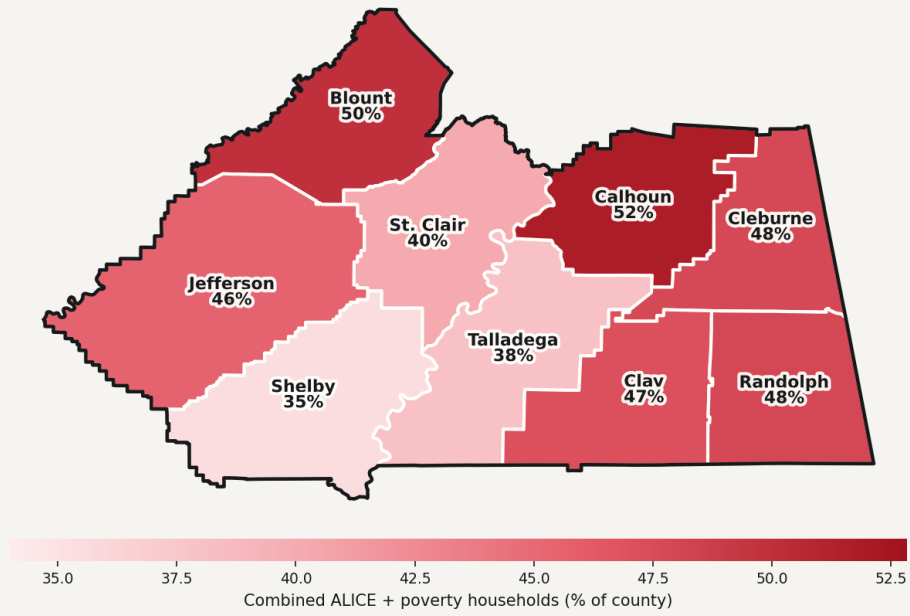 Blount
50%
Calhoun
52%
Cleburne
48%
St. Clair
40%
Jefferson
46%
Talladega
38%
Shelby
35%
Clay
47%
Randolph
48%
35.0 37.5 40.0 42.5 45.0 47.5 50.0 52.5
Combined ALICE + poverty households (% of county)